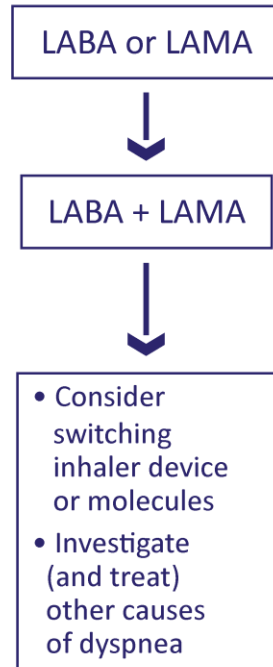 LABA or LAMA
LABA + LAMA
• Consider
switching
inhaler device
or molecules
• Investigate
(and treat)
other causes
of dyspnea